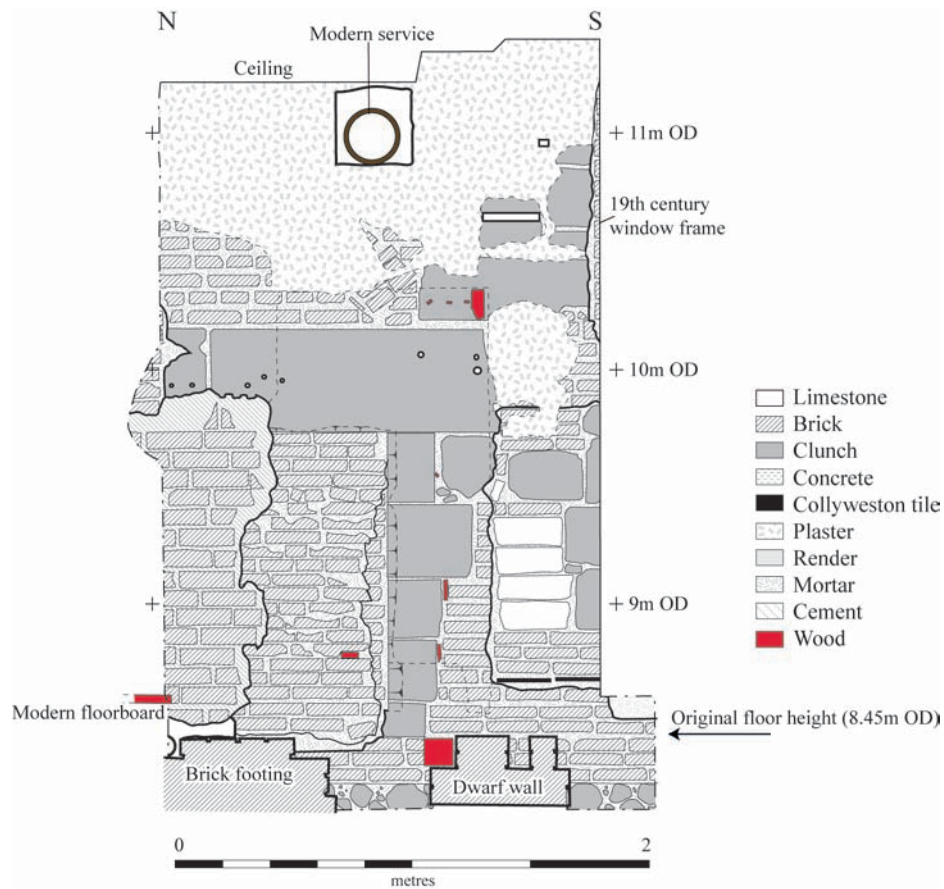 N
S
Modern service
Ceiling
11m OD
19th century
window frame
10m OD
Limestone
Brick
Clunch
Concrete
Collyweston tile
Plaster
Render
Mortar
Cement
Wood
9m OD
Modern floorboard
Original floor height (8.45m OD)
Brick footing
Dwarf wall
0
2
metres